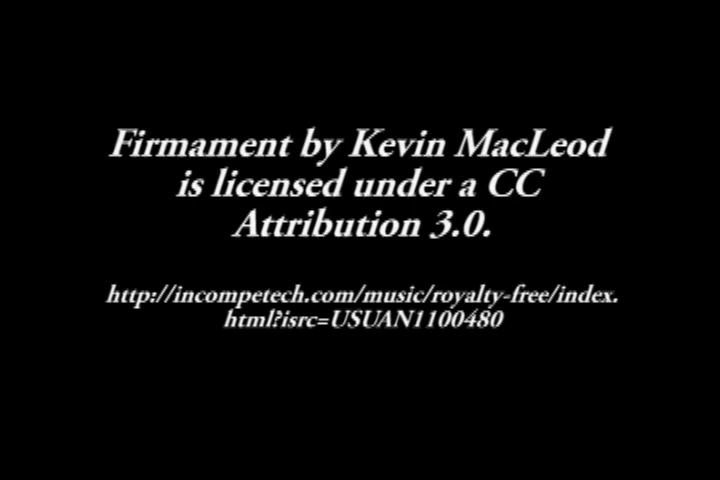 Firmament by Kevin MacLeod
is licensed under a CC
Attribution 3.0.
http://incompetech.com/music/royalty-free/index.
html?isrc=USUAN1100480